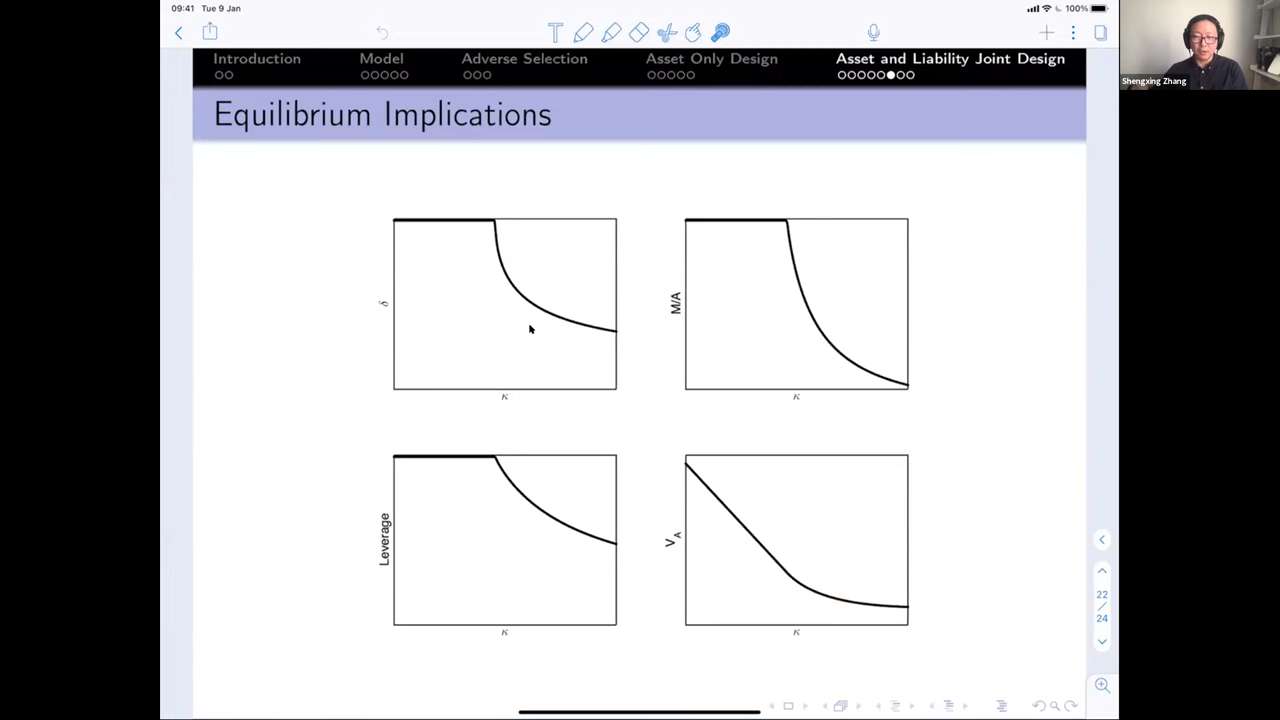 09:41 Tue 9 Jan
100%
T
Introduction
Model
Adverse Selection
Asset Only Design
Asset and Liability Joint Design
Equilibrium Implications
δ
κ
M/A
κ
Leverage
κ
V_A
κ
22
/
24
Shengxing Zhang